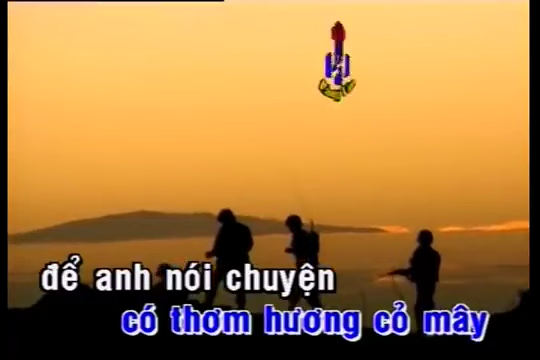 để anh nói chuyện
có thơm hương cỏ mây